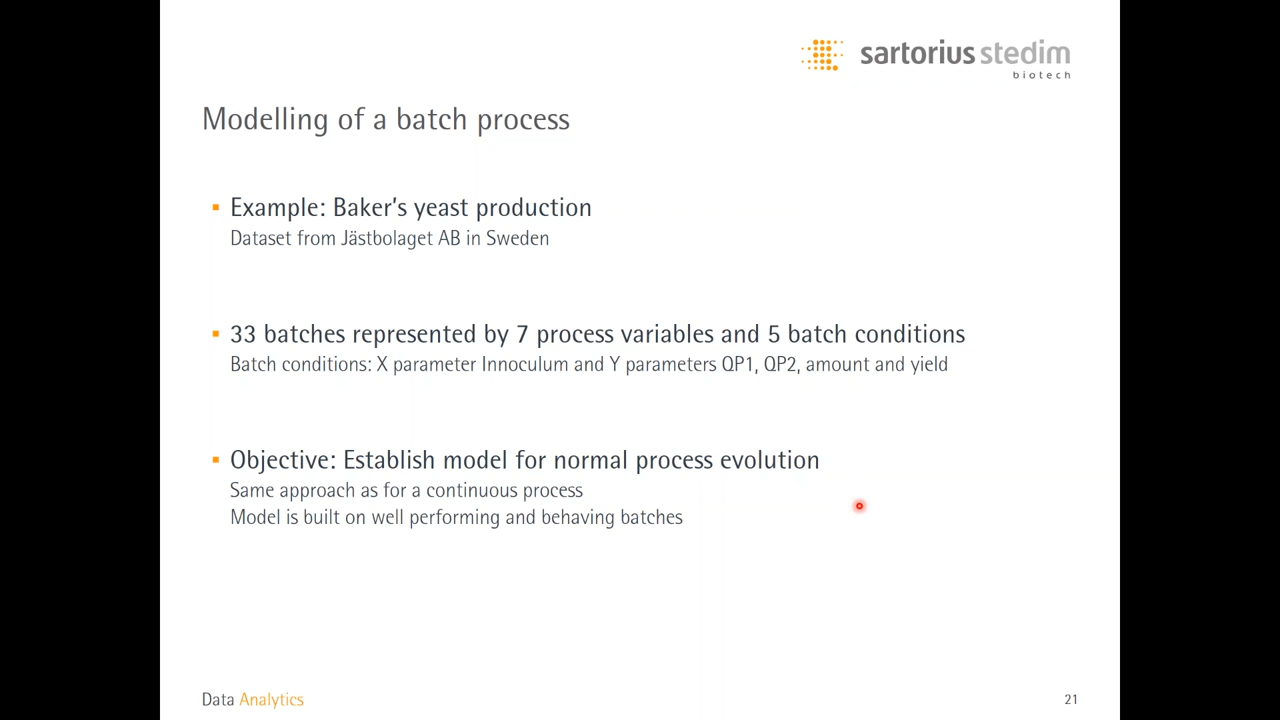 sartorius stedim
biotech
Modelling of a batch process
Example: Baker's yeast production
Dataset from Jästbolaget AB in Sweden
33 batches represented by 7 process variables and 5 batch conditions
Batch conditions: X parameter Innoculum and Y parameters QP1, QP2, amount and yield
Objective: Establish model for normal process evolution
Same approach as for a continuous process
Model is built on well performing and behaving batches
Data Analytics
21